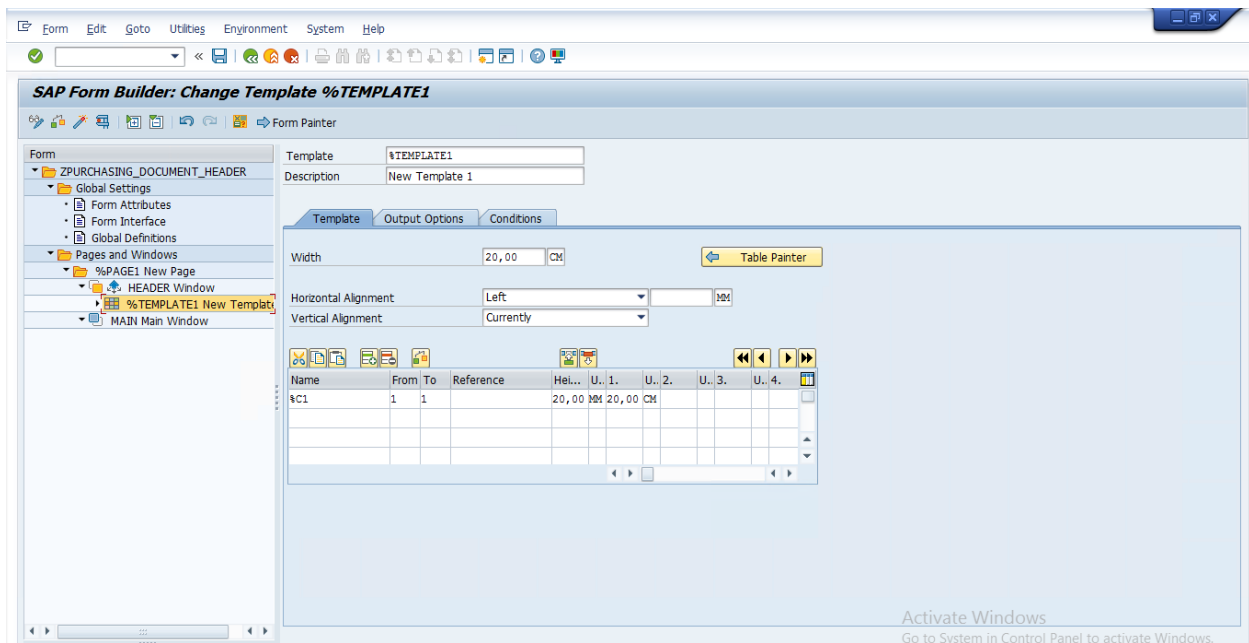 Form Edit Goto Utilities Environment System Help
SAP Form Builder: Change Template %TEMPLATE1
Form Painter
Form
ZPURCHASING_DOCUMENT_HEADER
Global Settings
Form Attributes
Form Interface
Global Definitions
Pages and Windows
%PAGE1 New Page
HEADER Window
%TEMPLATE1 New Templat
MAIN Main Window
Template %TEMPLATE1
Description New Template 1
Template Output Options Conditions
Width 20,00 CM Table Painter
Horizontal Alignment Left MM
Vertical Alignment Currently
Name From To Reference Hei... U.. 1. U.. 2. U.. 3. U.. 4.
%C1 1 1 20,00 MM 20,00 CM
Activate Windows
Go to System in Control Panel to activate Windows.